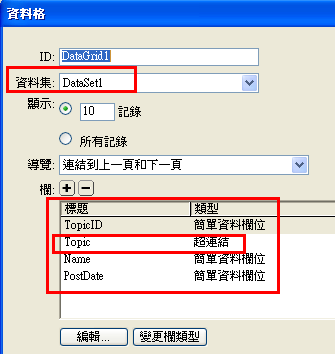 資料格
ID: DataGrid1
資料集: DataSet1
顯示: 10 記錄
所有記錄
導覽: 連結到上一頁和下一頁
欄: + -
標題 類型
TopicID 簡單資料欄位
Topic 超連結
Name 簡單資料欄位
PostDate 簡單資料欄位
編輯... 變更欄類型